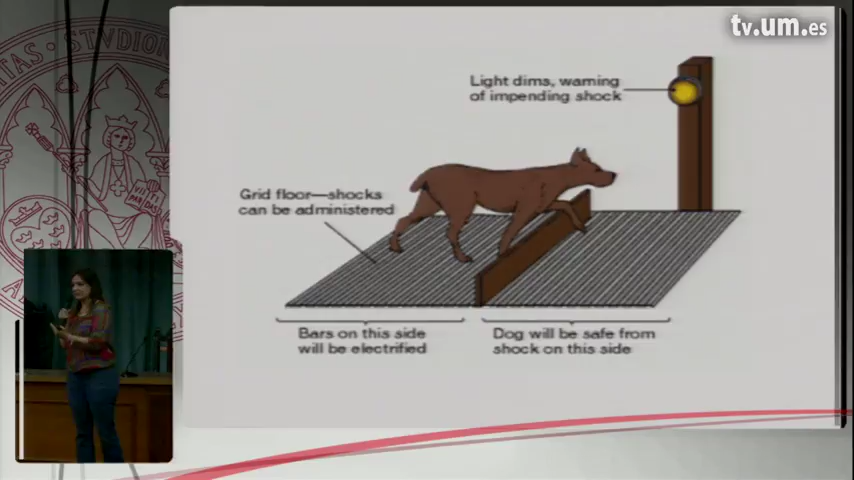 tv.um.es
Light dims, warning
of impending shock
Grid floor—shocks
can be administered
Bars on this side
will be electrified
Dog will be safe from
shock on this side